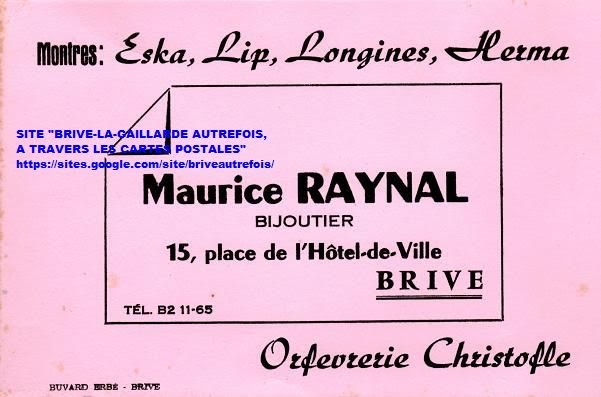 Montres: Eska, Lip, Longines, Herma
SITE "BRIVE-LA-GAILLARDE AUTREFOIS,
A TRAVERS LES CARTES POSTALES"
https://sites.google.com/site/briveautrefois/
Maurice RAYNAL
BIJOUTIER
15, place de l'Hôtel-de-Ville
BRIVE
TÉL. B2 11-65
Orfevrerie Christofle
BUVARD ERBÉ - BRIVE